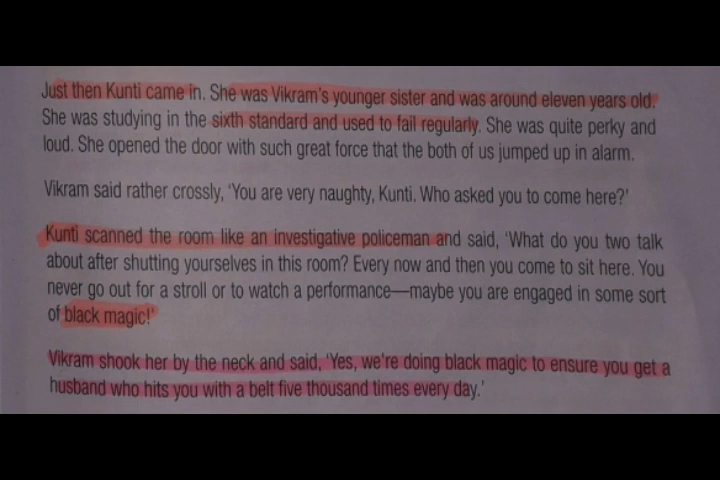 Just then Kunti came in. She was Vikram's younger sister and was around eleven years old.
She was studying in the sixth standard and used to fail regularly. She was quite perky and
loud. She opened the door with such great force that the both of us jumped up in alarm.
Vikram said rather crossly, 'You are very naughty, Kunti. Who asked you to come here?'
Kunti scanned the room like an investigative policeman and said, 'What do you two talk
about after shutting yourselves in this room? Every now and then you come to sit here. You
never go out for a stroll or to watch a performance—maybe you are engaged in some sort
of black magic!'
Vikram shook her by the neck and said, 'Yes, we're doing black magic to ensure you get a
husband who hits you with a belt five thousand times every day.'